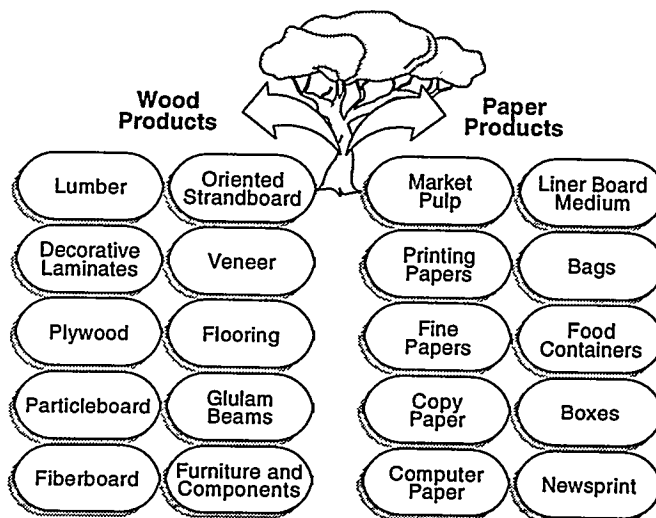 Wood
Products
Paper
Products
Lumber
Oriented
Strandboard
Market
Pulp
Liner Board
Medium
Decorative
Laminates
Veneer
Printing
Papers
Bags
Plywood
Flooring
Fine
Papers
Food
Containers
Particleboard
Glulam
Beams
Copy
Paper
Boxes
Fiberboard
Furniture and
Components
Computer
Paper
Newsprint